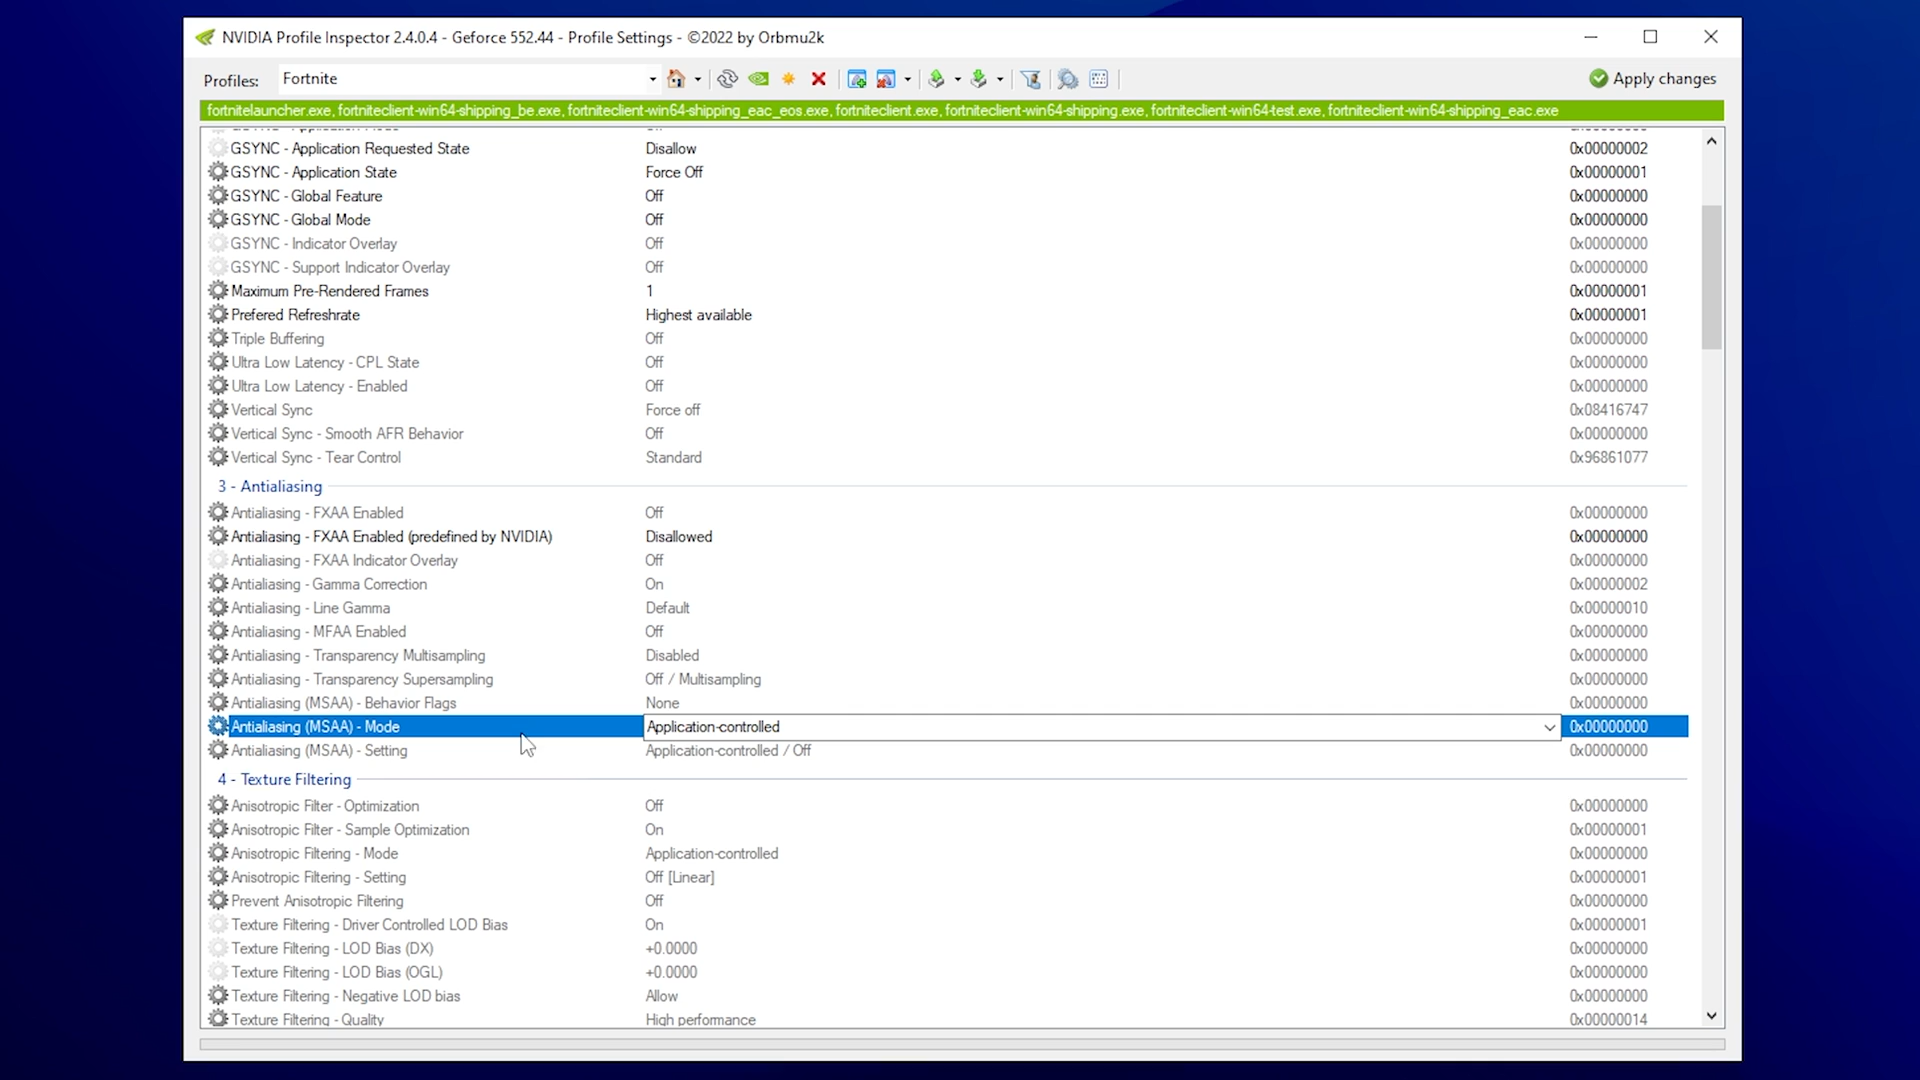 NVIDIA Profile Inspector 2.4.0.4 - Geforce 552.44 - Profile Settings - ©2022 by Orbmu2k
Profiles: Fortnite Apply changes
fortnitelauncher.exe, fortniteclient-win64-shipping_be.exe, fortniteclient-win64-shipping_eac_eos.exe, fortniteclient.exe, fortniteclient-win64-shipping.exe, fortniteclient-win64-test.exe, fortniteclient-win64-shipping_eac.exe
GSYNC - Application Requested State Disallow 0x00000002
GSYNC - Application State Force Off 0x00000001
GSYNC - Global Feature Off 0x00000000
GSYNC - Global Mode Off 0x00000000
GSYNC - Indicator Overlay Off 0x00000000
GSYNC - Support Indicator Overlay Off 0x00000000
Maximum Pre-Rendered Frames 1 0x00000001
Prefered Refreshrate Highest available 0x00000001
Triple Buffering Off 0x00000000
Ultra Low Latency - CPL State Off 0x00000000
Ultra Low Latency - Enabled Off 0x00000000
Vertical Sync Force off 0x08416747
Vertical Sync - Smooth AFR Behavior Off 0x00000000
Vertical Sync - Tear Control Standard 0x96861077
3 - Antialiasing
Antialiasing - FXAA Enabled Off 0x00000000
Antialiasing - FXAA Enabled (predefined by NVIDIA) Disallowed 0x00000000
Antialiasing - FXAA Indicator Overlay Off 0x00000000
Antialiasing - Gamma Correction On 0x00000002
Antialiasing - Line Gamma Default 0x00000010
Antialiasing - MFAA Enabled Off 0x00000000
Antialiasing - Transparency Multisampling Disabled 0x00000000
Antialiasing - Transparency Supersampling Off / Multisampling 0x00000000
Antialiasing (MSAA) - Behavior Flags None 0x00000000
Antialiasing (MSAA) - Mode Application-controlled 0x00000000
Antialiasing (MSAA) - Setting Application-controlled / Off 0x00000000
4 - Texture Filtering
Anisotropic Filter - Optimization Off 0x00000000
Anisotropic Filter - Sample Optimization On 0x00000001
Anisotropic Filtering - Mode Application-controlled 0x00000000
Anisotropic Filtering - Setting Off [Linear] 0x00000001
Prevent Anisotropic Filtering Off 0x00000000
Texture Filtering - Driver Controlled LOD Bias On 0x00000001
Texture Filtering - LOD Bias (DX) +0.0000 0x00000000
Texture Filtering - LOD Bias (OGL) +0.0000 0x00000000
Texture Filtering - Negative LOD bias Allow 0x00000000
Texture Filtering - Quality High performance 0x00000014